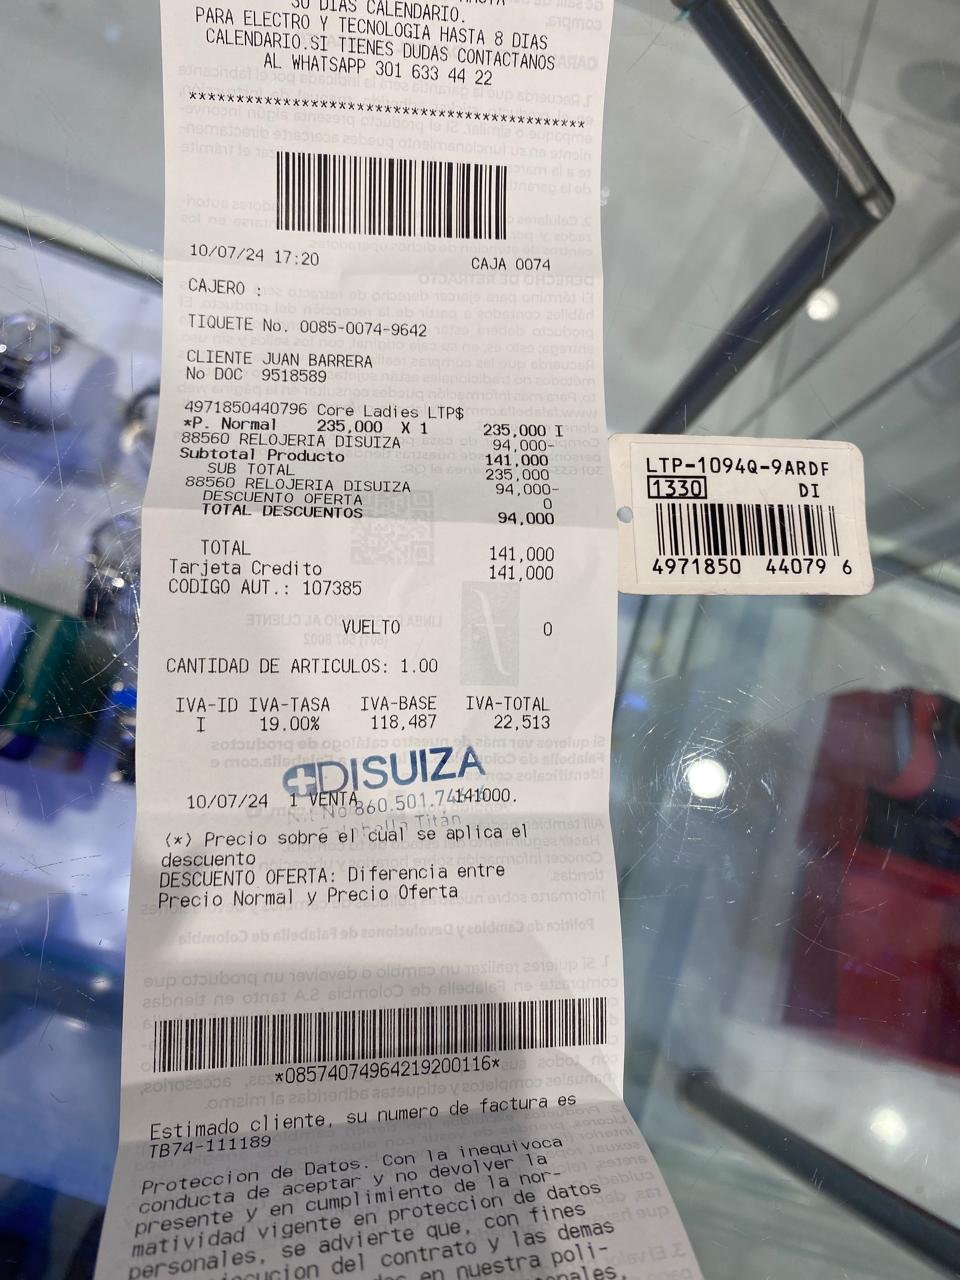 30 DIAS CALENDARIO.
PARA ELECTRO Y TECNOLOGIA HASTA 8 DIAS
CALENDARIO.SI TIENES DUDAS CONTACTANOS
AL WHATSAPP 301 633 44 22
******************************************
10/07/24 17:20 CAJA 0074
CAJERO :
TIQUETE No. 0085-0074-9642
CLIENTE JUAN BARRERA
No DOC 9518589
4971850440796 Core Ladies LTP$
*P. Normal 235,000 X 1 235,000 I
88560 RELOJERIA DISUIZA 94,000-
Subtotal Producto 141,000
SUB TOTAL 235,000
88560 RELOJERIA DISUIZA 94,000-
DESCUENTO OFERTA 0
TOTAL DESCUENTOS 94,000
TOTAL 141,000
Tarjeta Credito 141,000
CODIGO AUT.: 107385
VUELTO 0
CANTIDAD DE ARTICULOS: 1.00
IVA-ID IVA-TASA IVA-BASE IVA-TOTAL
I 19.00% 118,487 22,513
DISUIZA
10/07/24 1 VENTA 141000.
(*) Precio sobre el cual se aplica el
descuento
DESCUENTO OFERTA: Diferencia entre
Precio Normal y Precio Oferta
*08574074964219200116*
Estimado cliente, su numero de factura es
TB74-111189
Proteccion de Datos. Con la inequivoca
conducta de aceptar y no devolver la
presente y en cumplimiento de la nor-
matividad vigente en proteccion de datos
personales, se advierte que, con fines
del contrato y las demas
en nuestra poli-
LTP-1094Q-9ARDF
1330 DI
4971850 44079 6